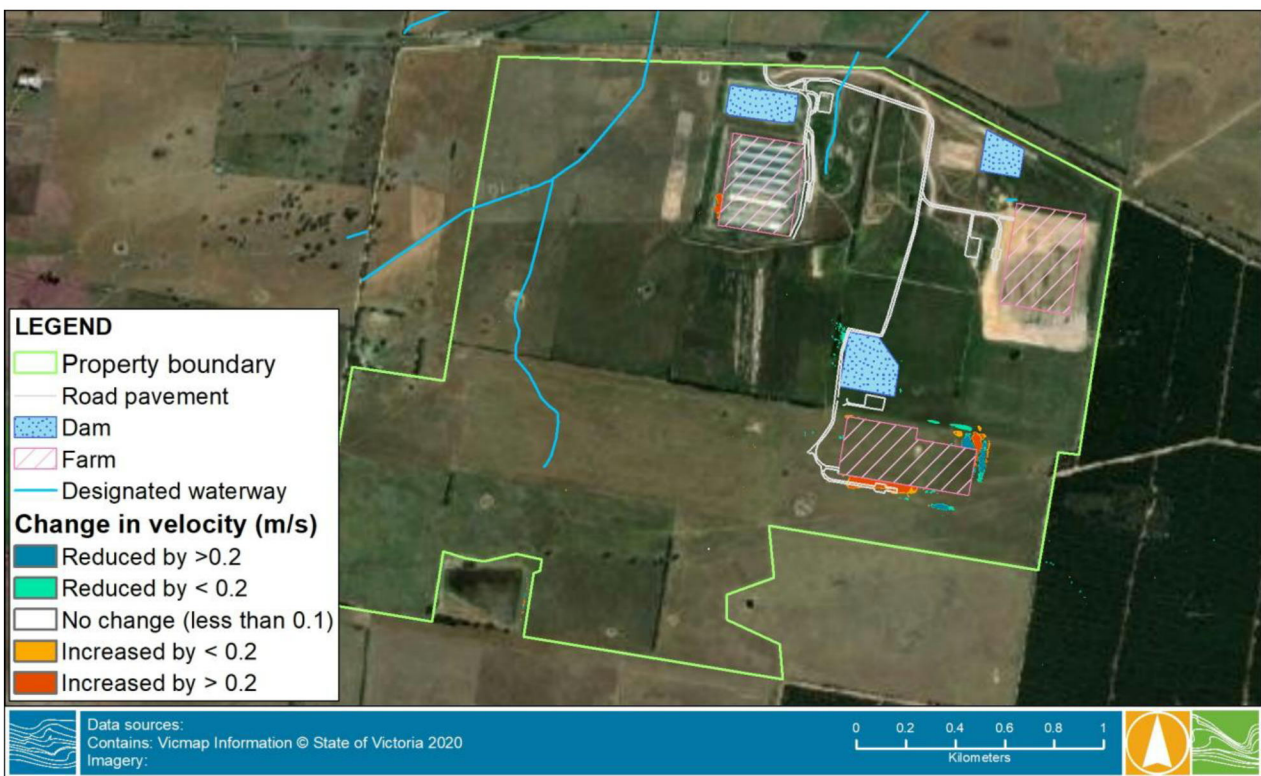 LEGEND
Property boundary
Road pavement
Dam
Farm
Designated waterway
Change in velocity (m/s)
Reduced by >0.2
Reduced by < 0.2
No change (less than 0.1)
Increased by < 0.2
Increased by > 0.2
Data sources:
Contains: Vicmap Information © State of Victoria 2020
Imagery:
0 0.2 0.4 0.6 0.8 1
Kilometers